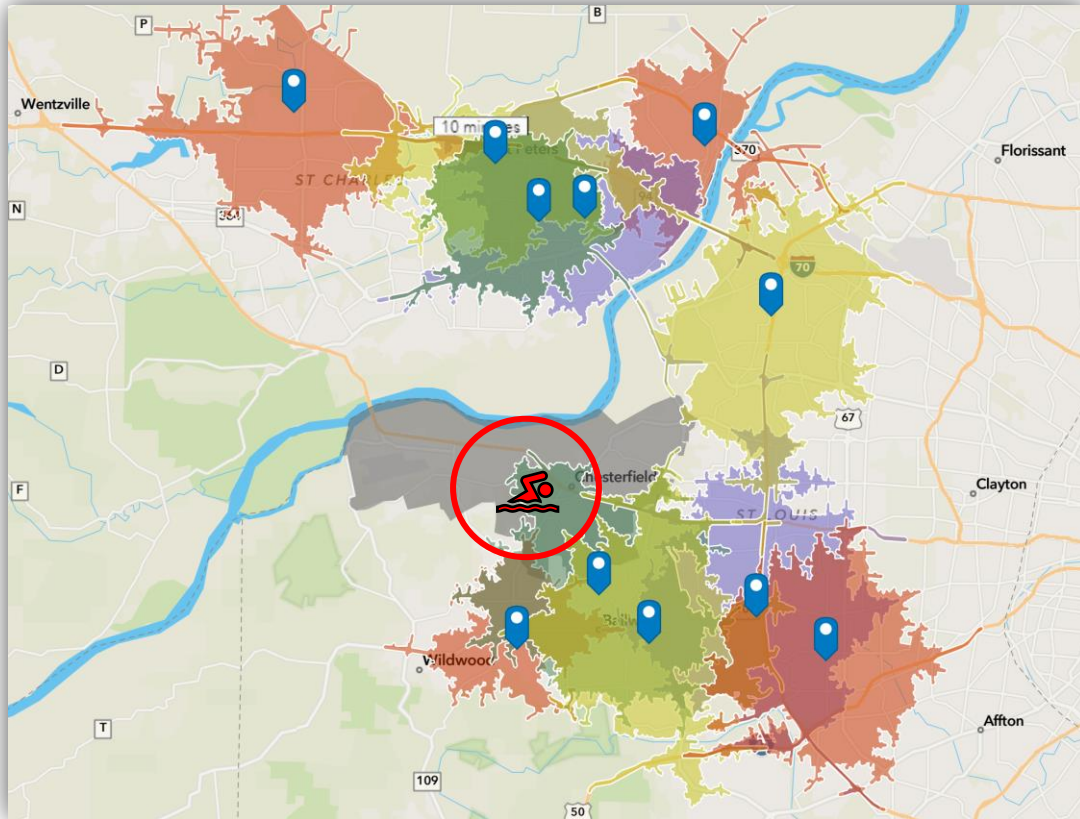 P
B
Wentzville
10 minutes
370
Florissant
ST CHARLES
N
70
D
67
Chesterfield
Clayton
F
ST LOUIS
Wildwood
T
Affton
109
50